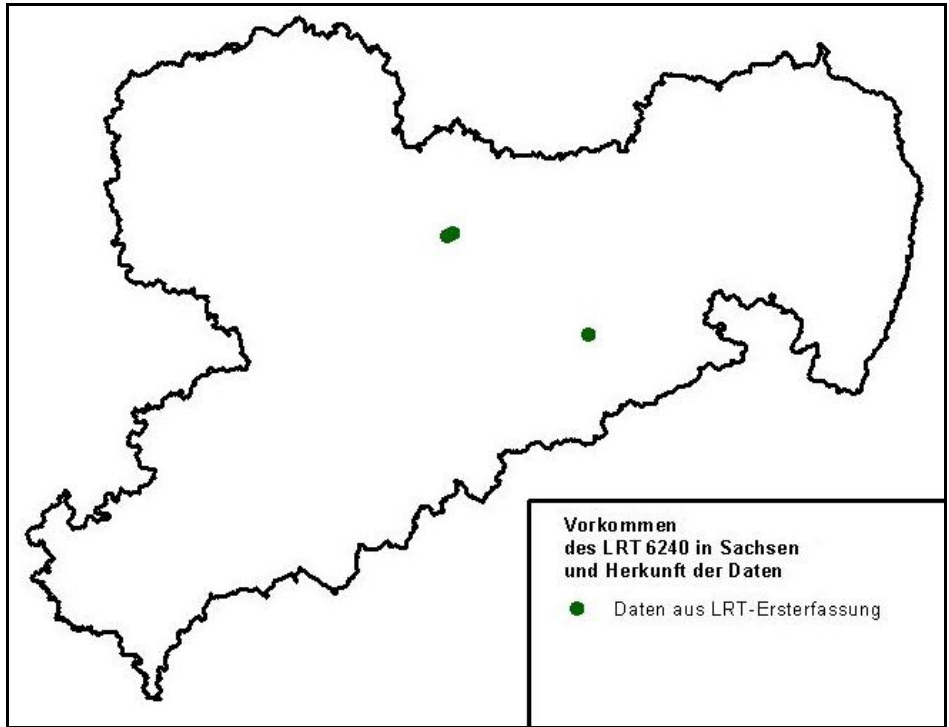 Vorkommen
des LRT 6240 in Sachsen
und Herkunft der Daten
Daten aus LRT-Ersterfassung